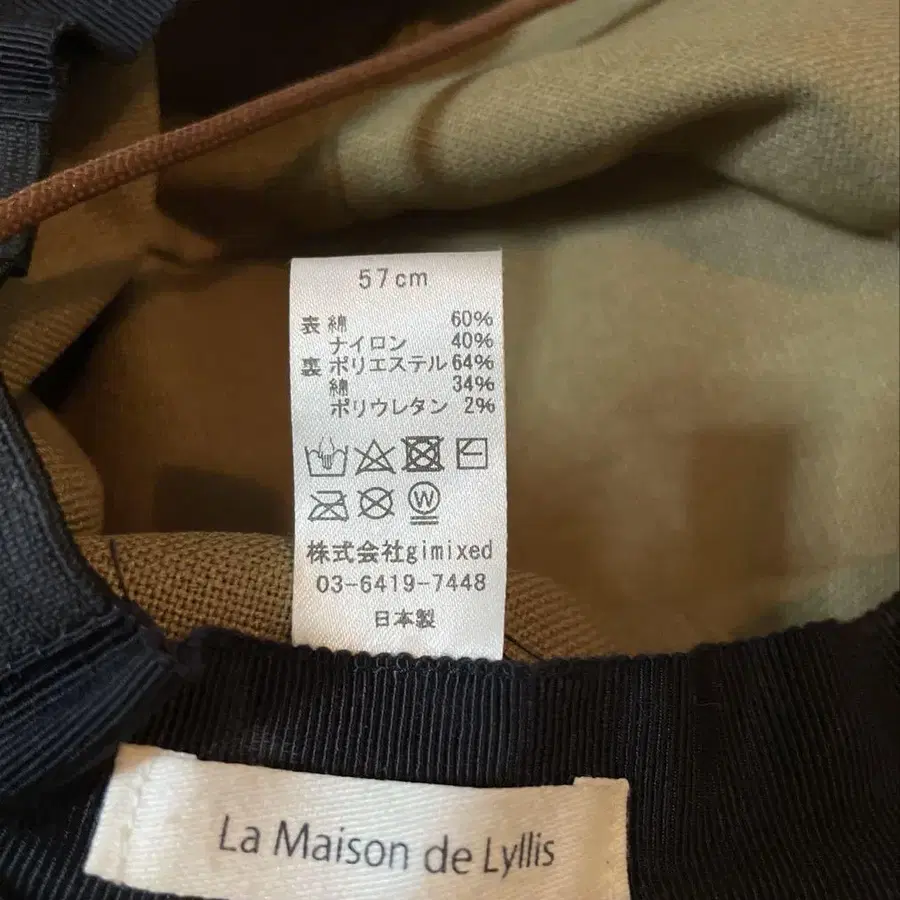 57cm
表 綿 60%
ナイロン 40%
裏 ポリエステル 64%
綿 34%
ポリウレタン 2%
W
株式会社gimixed
03-6419-7448
日本製
La Maison de Lyllis